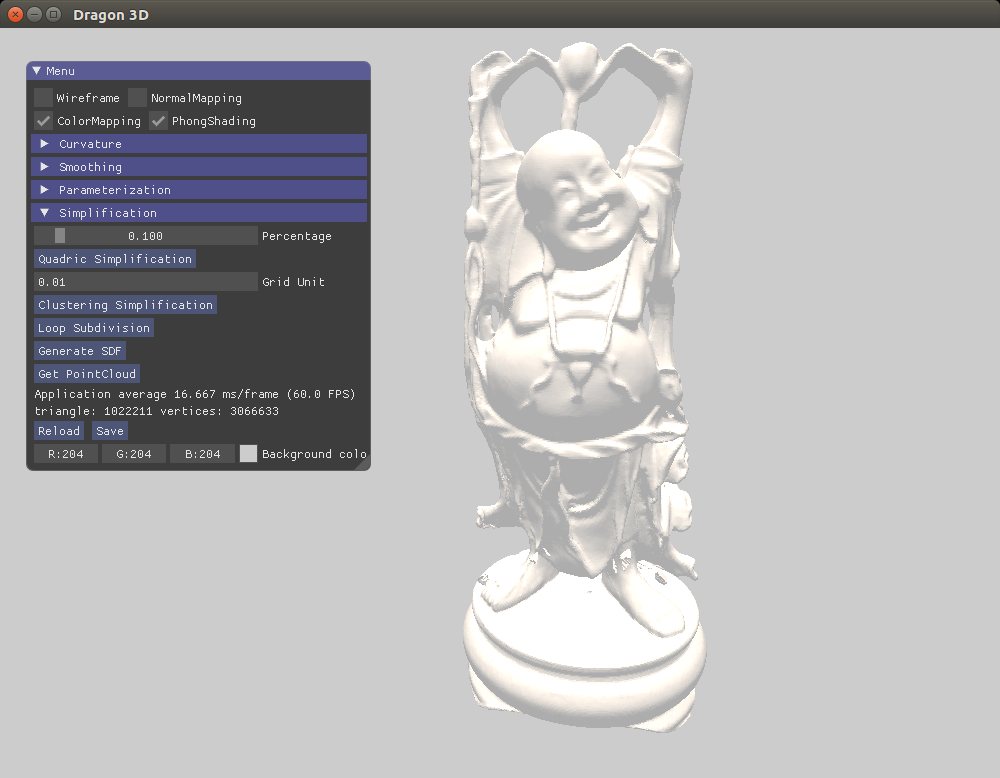 Dragon 3D
Menu
Wireframe NormalMapping
ColorMapping PhongShading
Curvature
Smoothing
Parameterization
Simplification
0.100 Percentage
Quadric Simplification
0.01 Grid Unit
Clustering Simplification
Loop Subdivision
Generate SDF
Get PointCloud
Application average 16.667 ms/frame (60.0 FPS)
triangle: 1022211 vertices: 3066633
Reload Save
R:204 G:204 B:204 Background colo